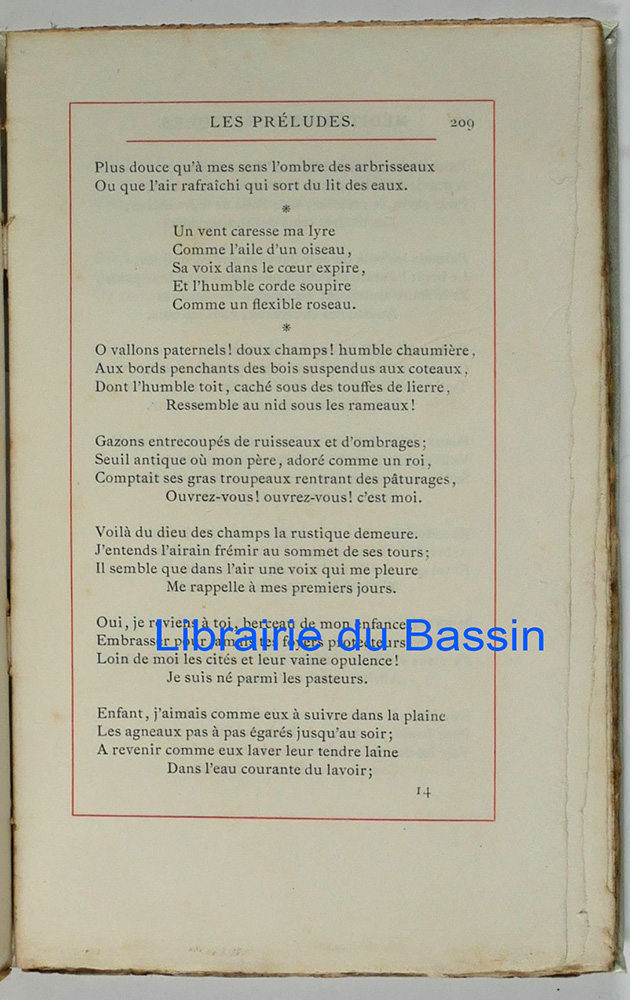 LES PRÉLUDES. 209
Plus douce qu'à mes sens l'ombre des arbrisseaux
Ou que l'air rafraîchi qui sort du lit des eaux.
*
Un vent caresse ma lyre
Comme l'aile d'un oiseau,
Sa voix dans le cœur expire,
Et l'humble corde soupire
Comme un flexible roseau.
*
O vallons paternels! doux champs! humble chaumière,
Aux bords penchants des bois suspendus aux coteaux,
Dont l'humble toit, caché sous des touffes de lierre,
Ressemble au nid sous les rameaux!
Gazons entrecoupés de ruisseaux et d'ombrages;
Seuil antique où mon père, adoré comme un roi,
Comptait ses gras troupeaux rentrant des pâturages,
Ouvrez-vous! ouvrez-vous! c'est moi.
Voilà du dieu des champs la rustique demeure.
J'entends l'airain frémir au sommet de ses tours;
Il semble que dans l'air une voix qui me pleure
Me rappelle à mes premiers jours.
Oui, je reviens à toi, berceau de mon enfance
Embrasser pour jamais tes foyers protecteurs
Librairie du Bassin
Loin de moi les cités et leur vaine opulence!
Je suis né parmi les pasteurs.
Enfant, j'aimais comme eux à suivre dans la plaine
Les agneaux pas à pas égarés jusqu'au soir;
A revenir comme eux laver leur tendre laine
Dans l'eau courante du lavoir;
14